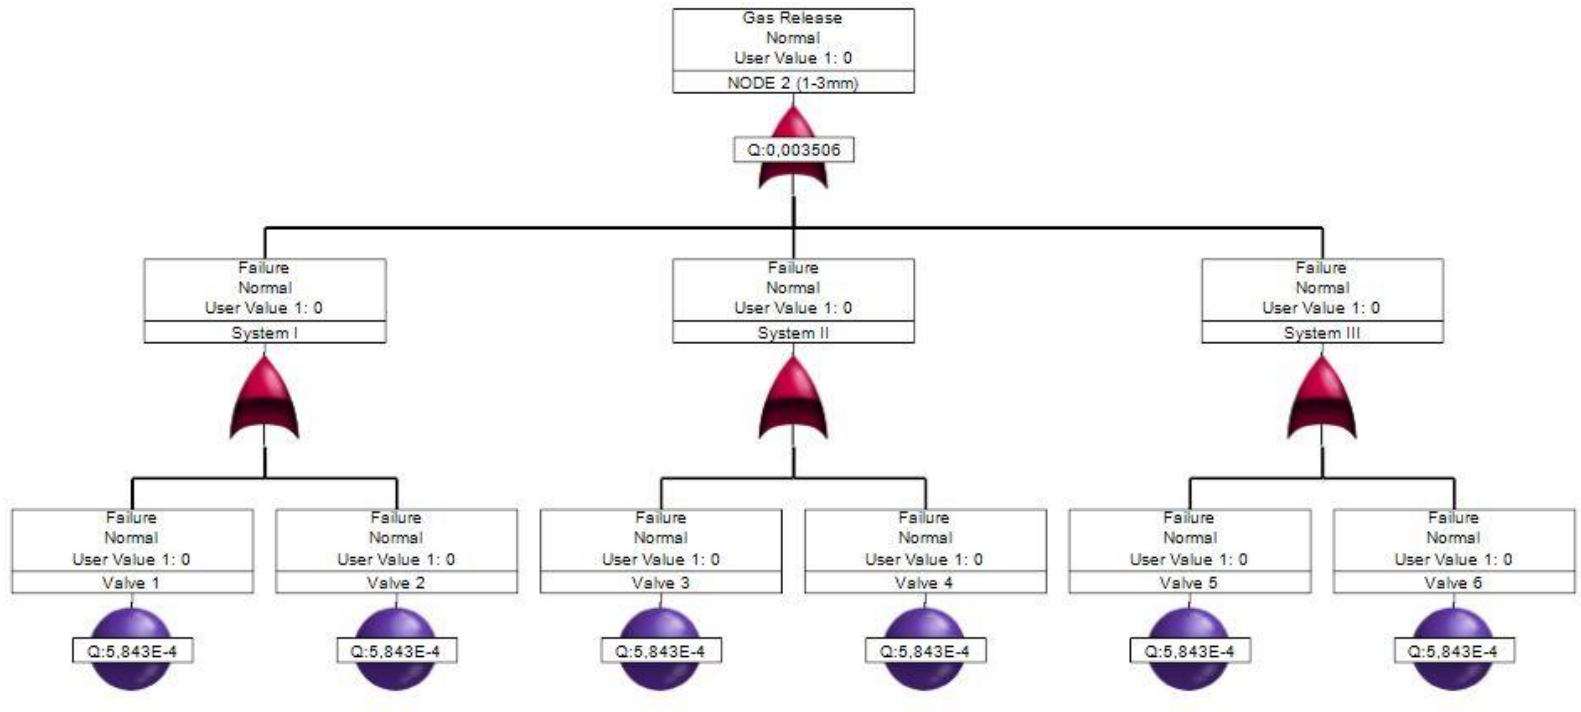 Gas Release
Normal
User Value 1: 0
NODE 2 (1-3mm)
Q:0,003506
Failure
Normal
User Value 1: 0
System I
Failure
Normal
User Value 1: 0
System II
Failure
Normal
User Value 1: 0
System III
Failure
Normal
User Value 1: 0
Valve 1
Q:5,843E-4
Failure
Normal
User Value 1: 0
Valve 2
Q:5,843E-4
Failure
Normal
User Value 1: 0
Valve 3
Q:5,843E-4
Failure
Normal
User Value 1: 0
Valve 4
Q:5,843E-4
Failure
Normal
User Value 1: 0
Valve 5
Q:5,843E-4
Failure
Normal
User Value 1: 0
Valve 6
Q:5,843E-4